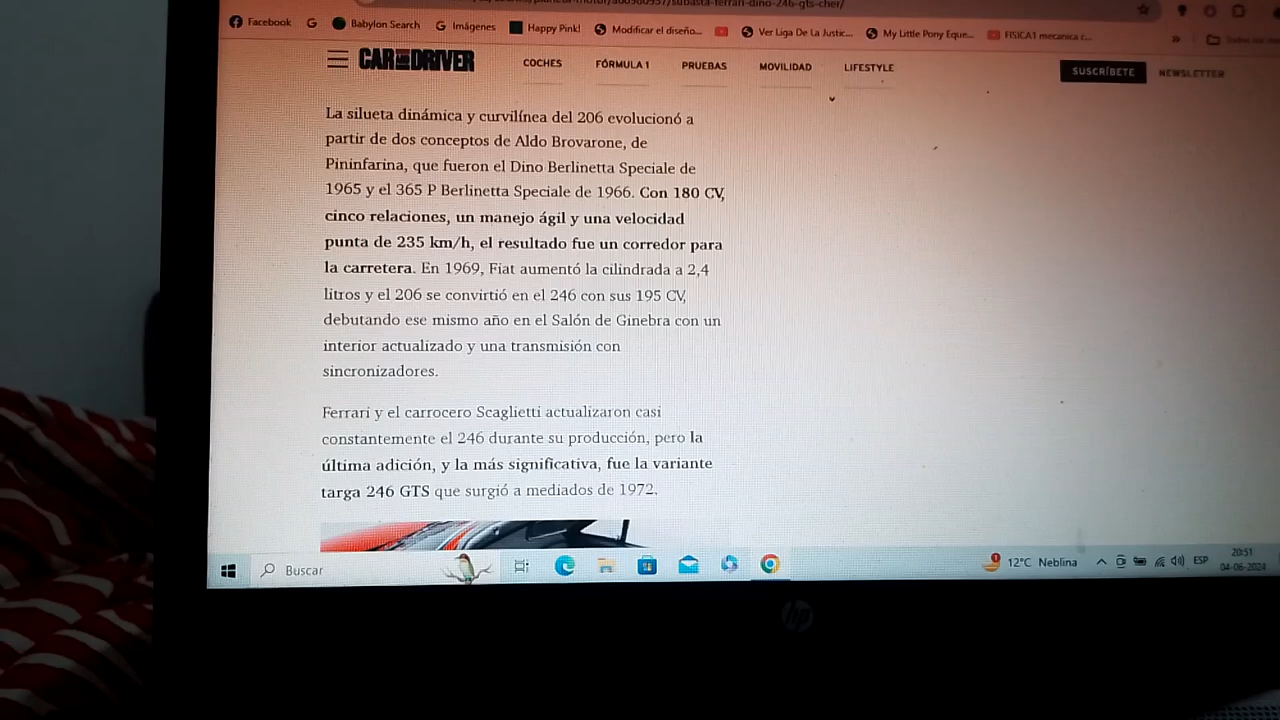 Facebook
Babylon Search
Imágenes
Happy Pink!
Modificar el diseño...
Ver Liga De La Justic...
My Little Pony Eque...
FISICA1 mecanica c...
CAR AND DRIVER
COCHES
FÓRMULA 1
PRUEBAS
MOVILIDAD
LIFESTYLE
SUSCRÍBETE
NEWSLETTER
La silueta dinámica y curvilínea del 206 evolucionó a
partir de dos conceptos de Aldo Brovarone, de
Pininfarina, que fueron el Dino Berlinetta Speciale de
1965 y el 365 P Berlinetta Speciale de 1966. Con 180 CV,
cinco relaciones, un manejo ágil y una velocidad
punta de 235 km/h, el resultado fue un corredor para
la carretera. En 1969, Fiat aumentó la cilindrada a 2,4
litros y el 206 se convirtió en el 246 con sus 195 CV,
debutando ese mismo año en el Salón de Ginebra con un
interior actualizado y una transmisión con
sincronizadores.
Ferrari y el carrocero Scaglietti actualizaron casi
constantemente el 246 durante su producción, pero la
última adición, y la más significativa, fue la variante
targa 246 GTS que surgió a mediados de 1972.
Buscar
12°C Neblina
ESP
20:51
04-06-2024
hp